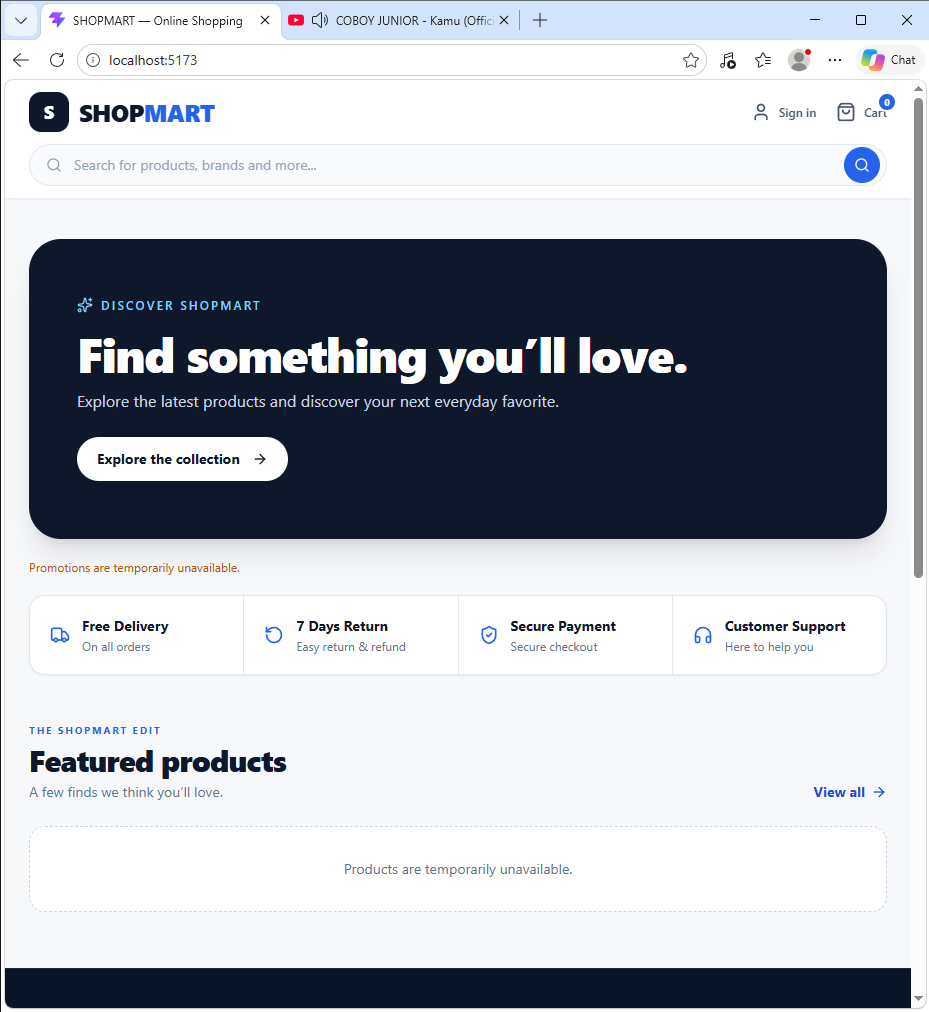 SHOPMART — Online Shopping
COBOY JUNIOR - Kamu (Offici
localhost:5173
Chat
S
SHOPMART
Sign in
Cart
0
Search for products, brands and more...
DISCOVER SHOPMART
Find something you’ll love.
Explore the latest products and discover your next everyday favorite.
Explore the collection
Promotions are temporarily unavailable.
Free Delivery
On all orders
7 Days Return
Easy return & refund
Secure Payment
Secure checkout
Customer Support
Here to help you
THE SHOPMART EDIT
Featured products
A few finds we think you’ll love.
View all
Products are temporarily unavailable.